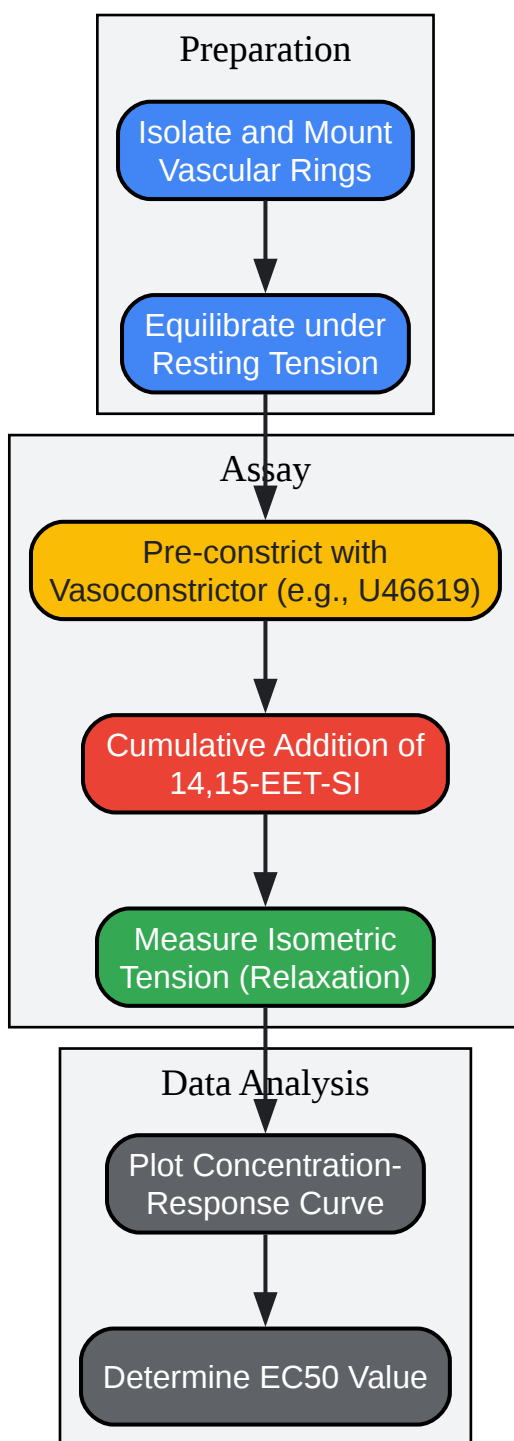 Preparation
Isolate and Mount
Vascular Rings
Equilibrate under
Resting Tension
Assay
Pre-constrict with
Vasoconstrictor (e.g., U46619)
Cumulative Addition of
14,15-EET-SI
Measure Isometric
Tension (Relaxation)
Data Analysis
Plot Concentration-
Response Curve
Determine EC50 Value